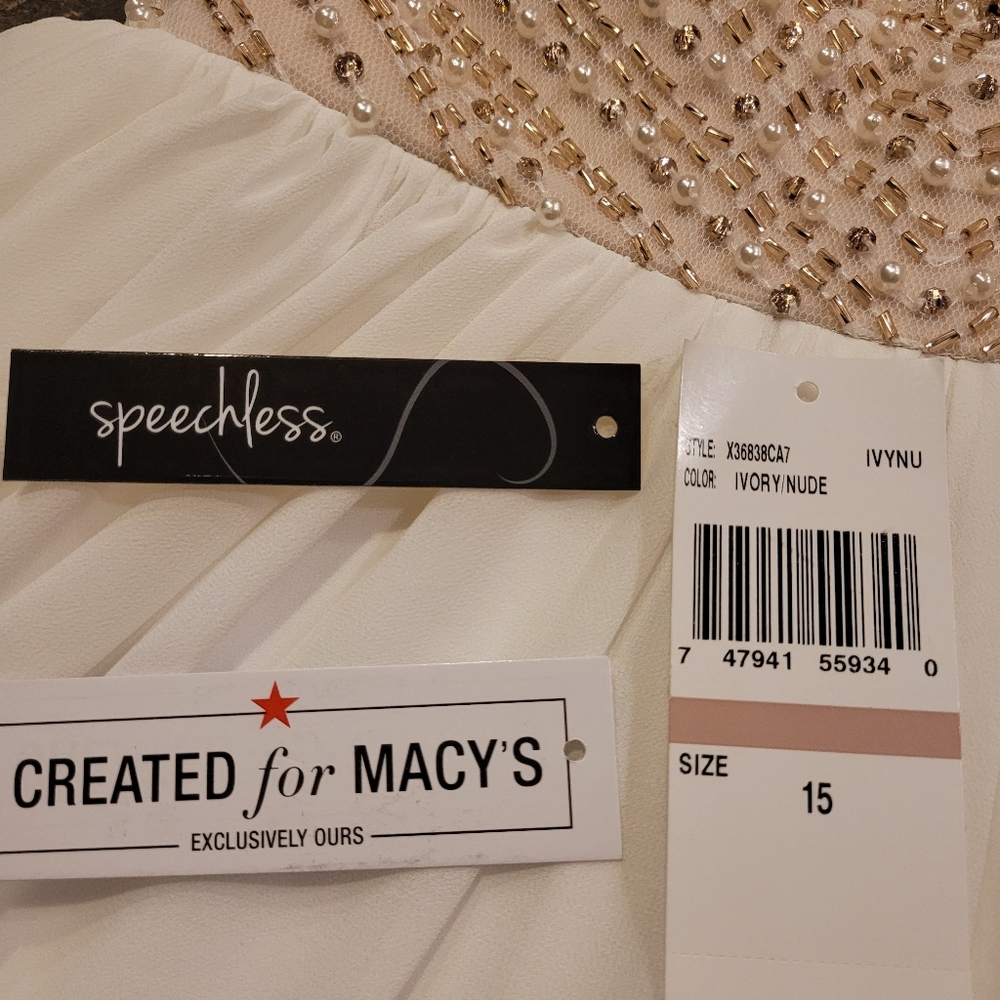 speechless®
STYLE: X36838CA7 IVYNU
COLOR: IVORY/NUDE
7 47941 55934 0
SIZE
15
CREATED for MACY'S
EXCLUSIVELY OURS